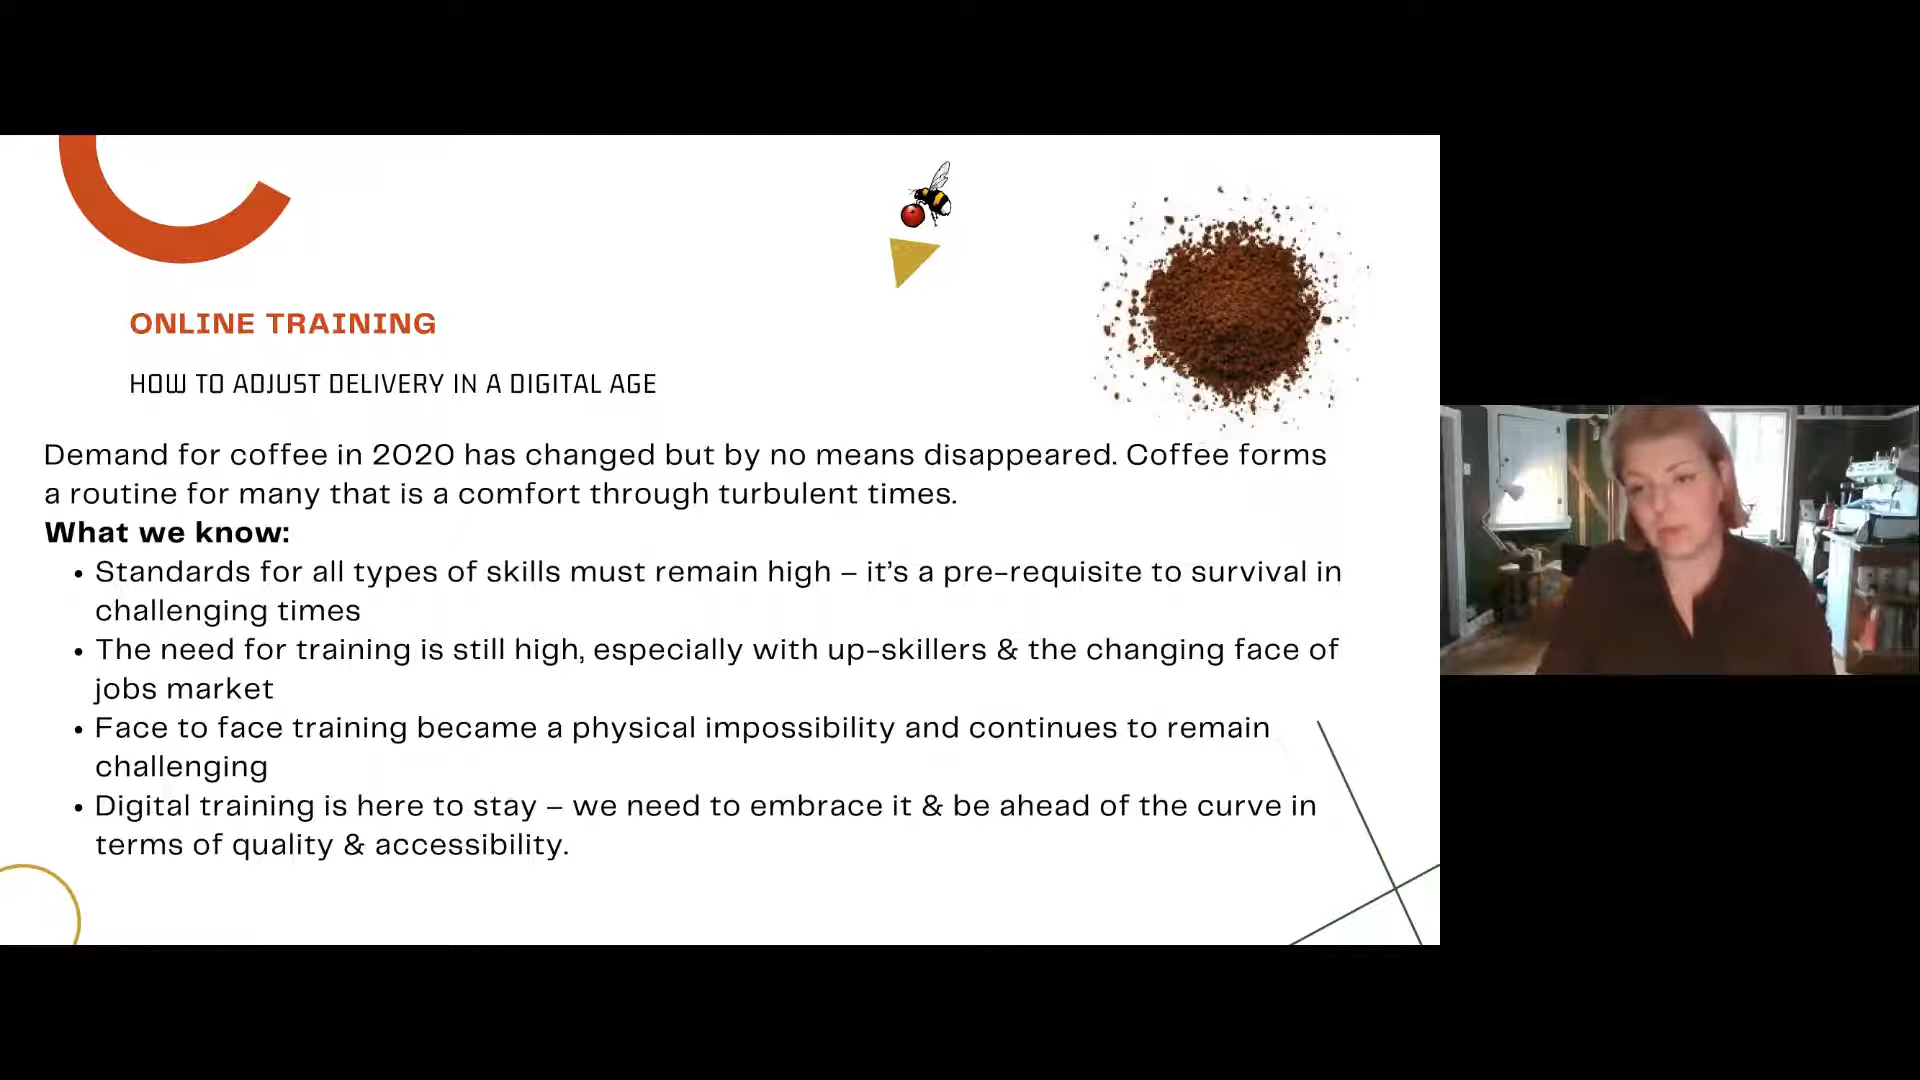 ONLINE TRAINING
HOW TO ADJUST DELIVERY IN A DIGITAL AGE
Demand for coffee in 2020 has changed but by no means disappeared. Coffee forms
a routine for many that is a comfort through turbulent times.
What we know:
• Standards for all types of skills must remain high – it’s a pre-requisite to survival in
challenging times
• The need for training is still high, especially with up-skillers & the changing face of
jobs market
• Face to face training became a physical impossibility and continues to remain
challenging
• Digital training is here to stay – we need to embrace it & be ahead of the curve in
terms of quality & accessibility.